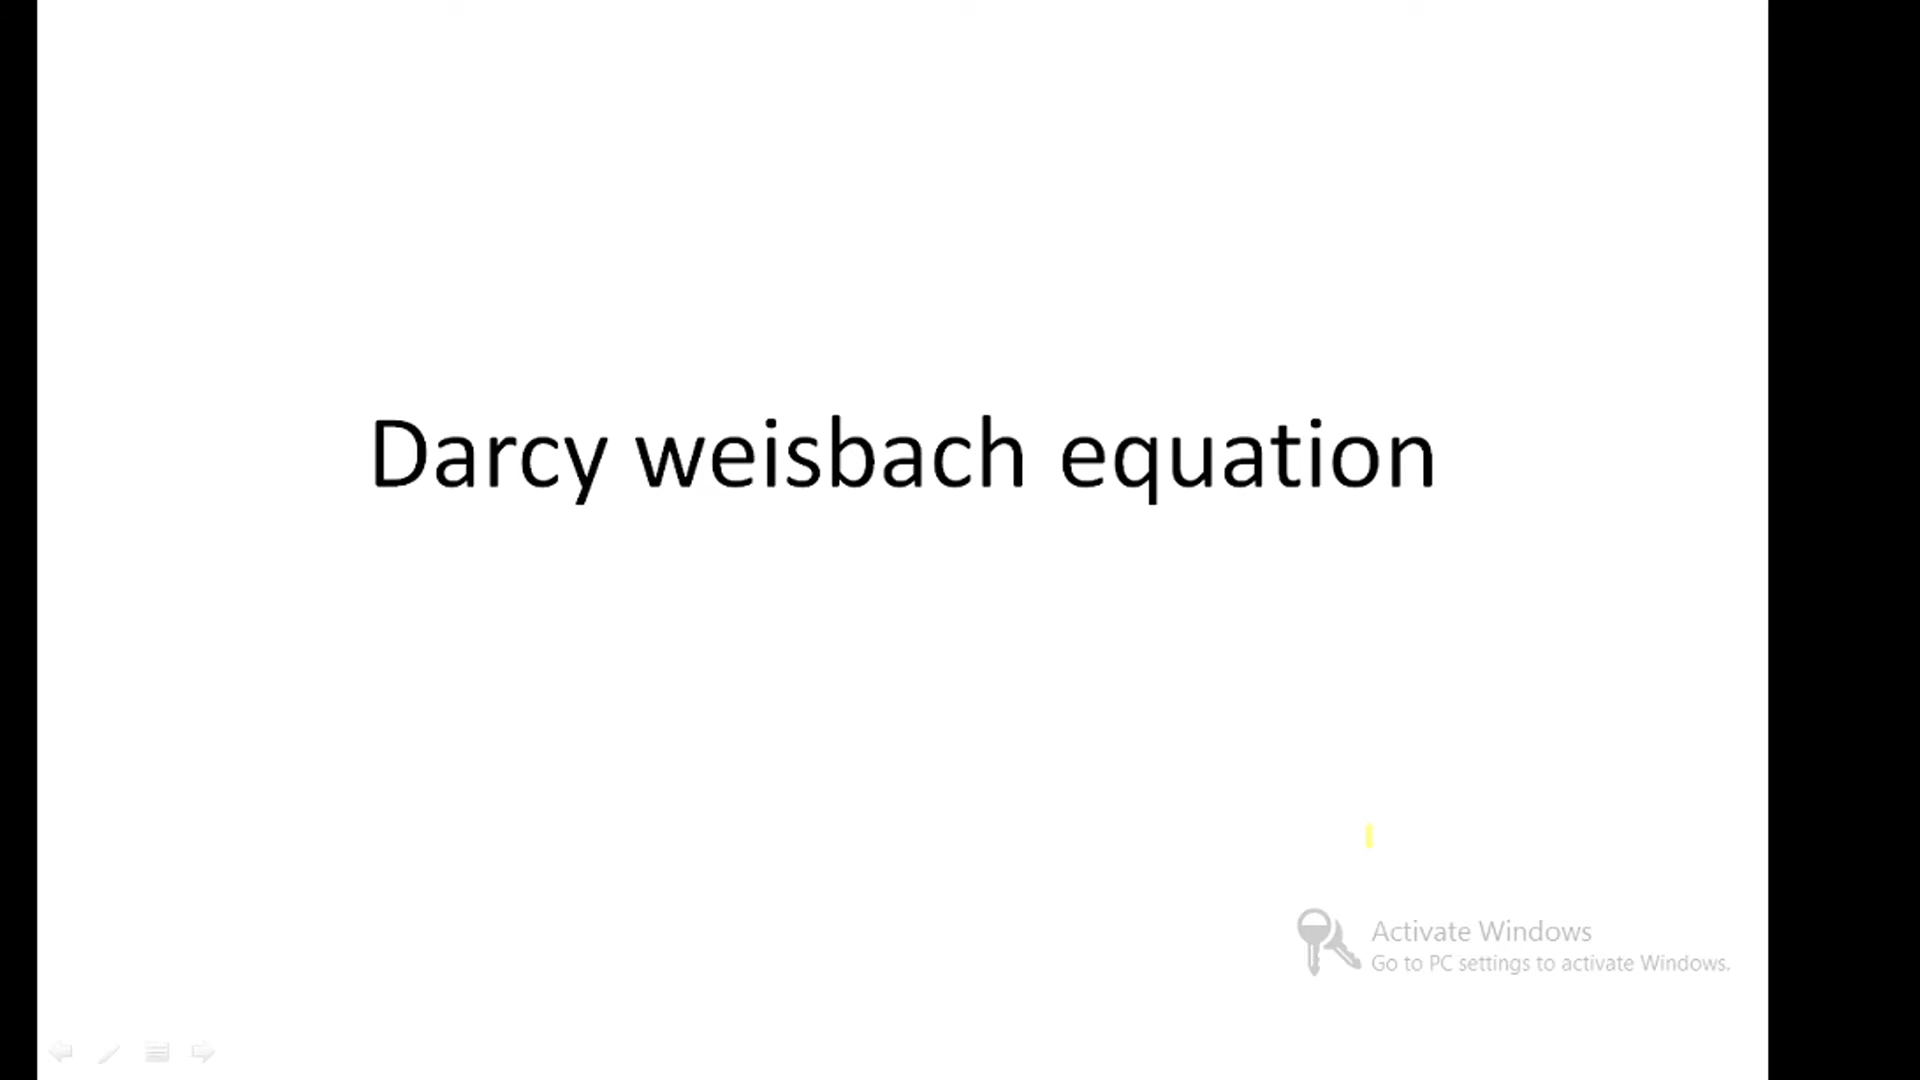 Darcy weisbach equation
Activate Windows
Go to PC settings to activate Windows.